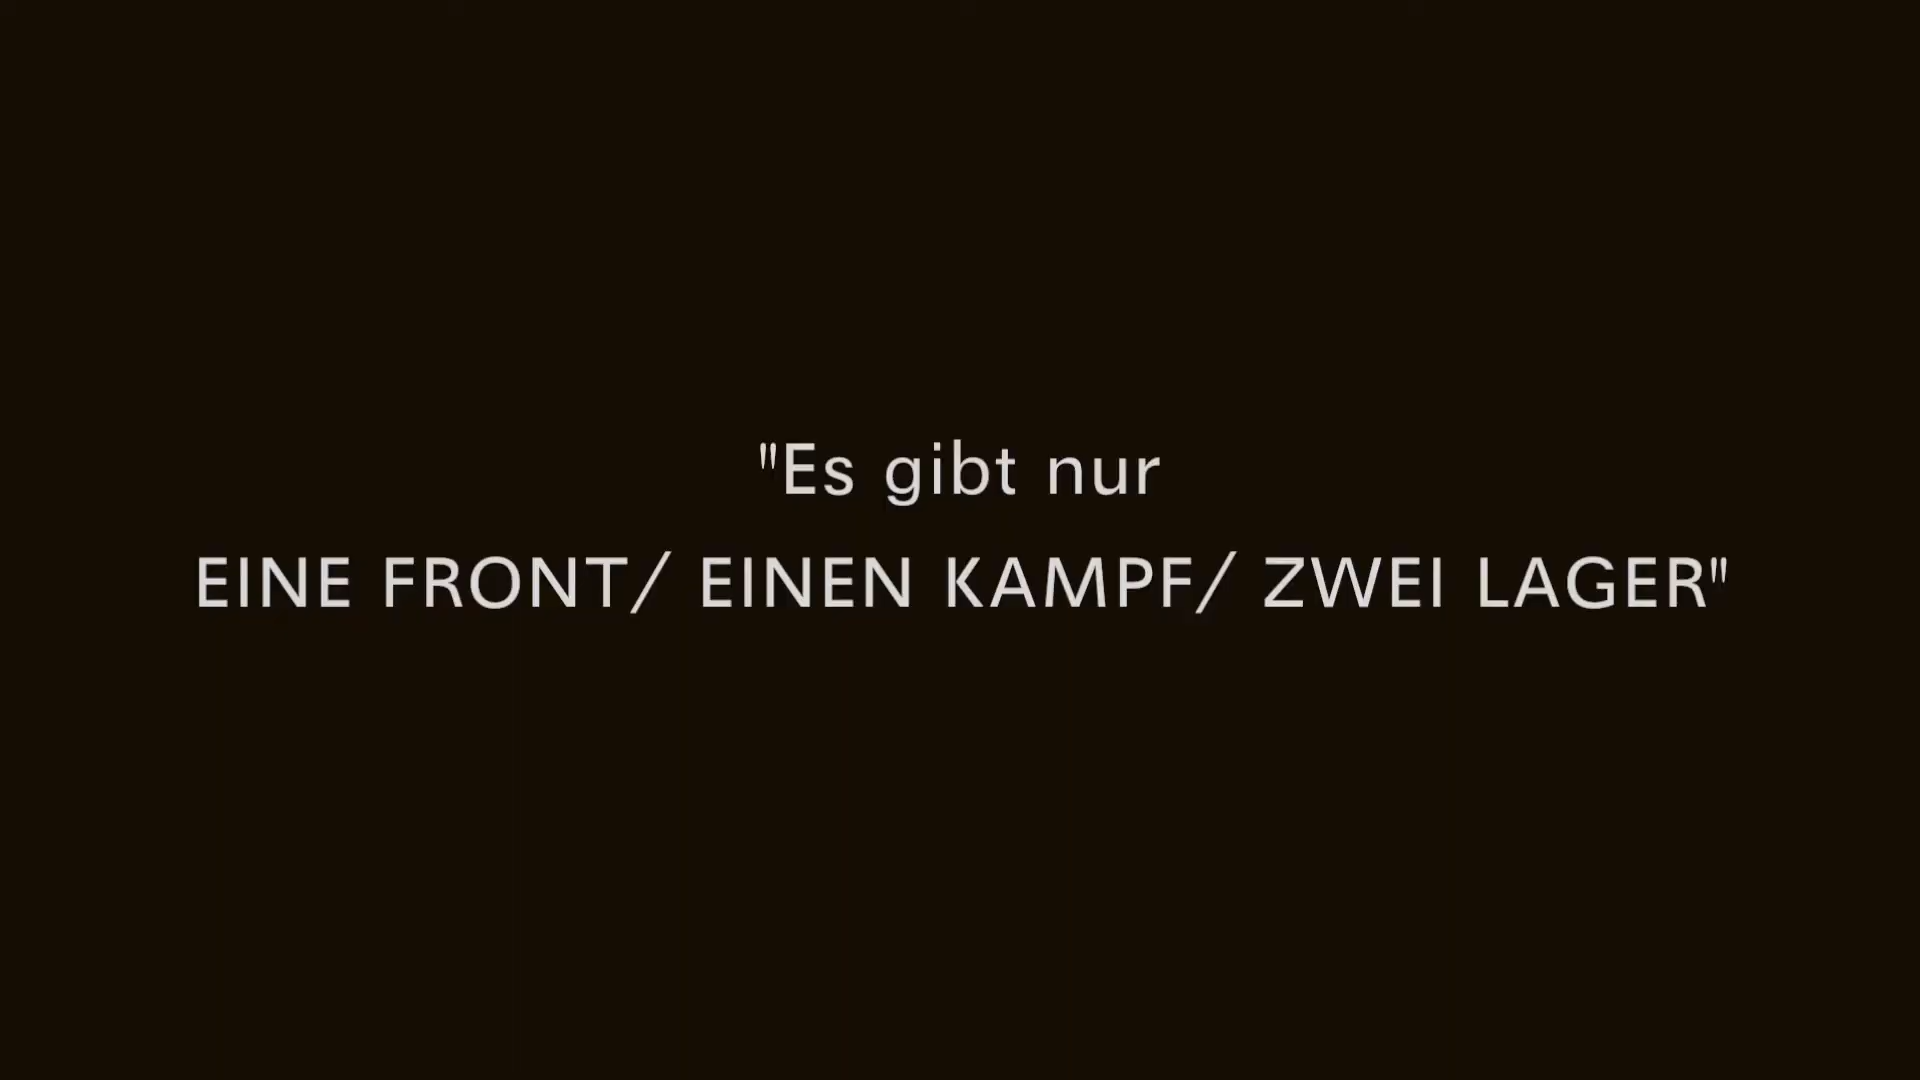 "Es gibt nur
EINE FRONT/ EINEN KAMPF/ ZWEI LAGER"